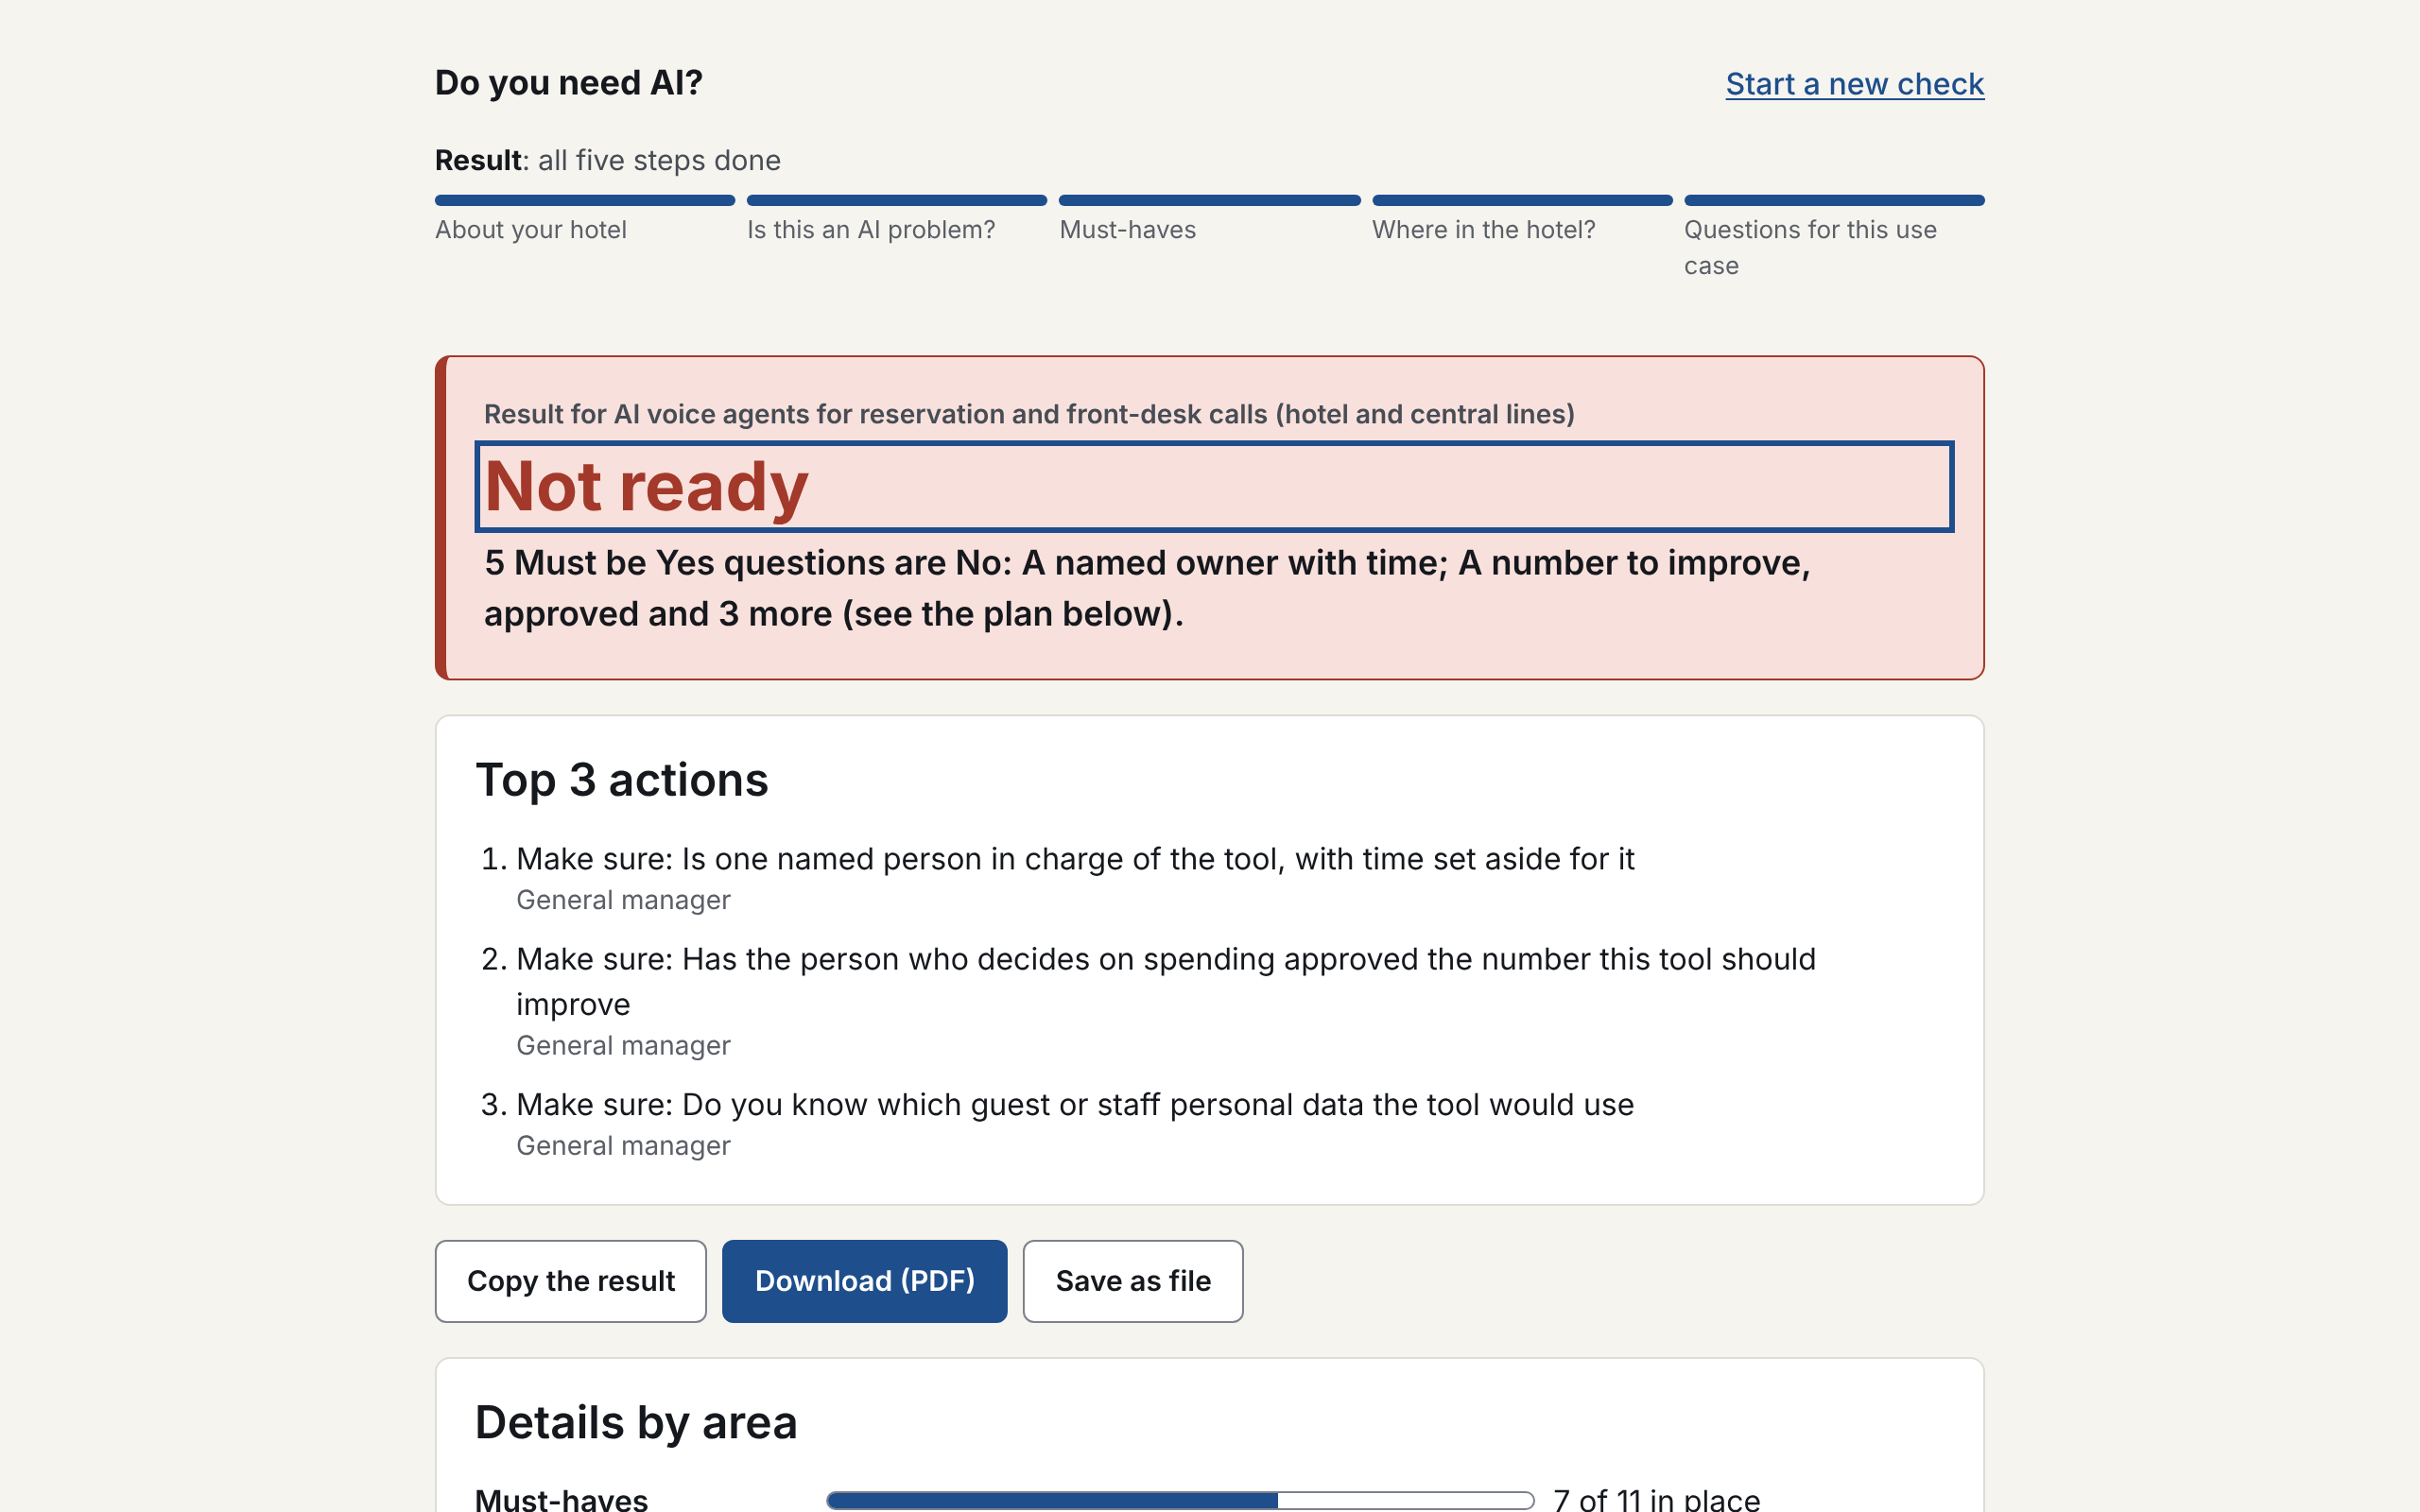 Do you need AI?
Start a new check
Result: all five steps done
About your hotel
Is this an AI problem?
Must-haves
Where in the hotel?
Questions for this use
case
Result for AI voice agents for reservation and front-desk calls (hotel and central lines)
Not ready
5 Must be Yes questions are No: A named owner with time; A number to improve,
approved and 3 more (see the plan below).
Top 3 actions
1. Make sure: Is one named person in charge of the tool, with time set aside for it
General manager
2. Make sure: Has the person who decides on spending approved the number this tool should
improve
General manager
3. Make sure: Do you know which guest or staff personal data the tool would use
General manager
Copy the result
Download (PDF)
Save as file
Details by area
Must-haves
7 of 11 in place